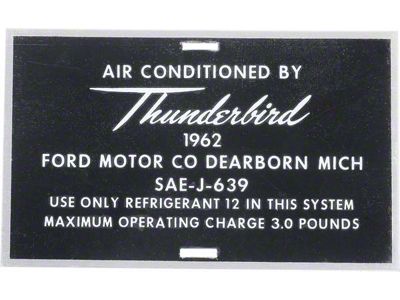 AIR CONDITIONED BY
Thunderbird
1962
FORD MOTOR CO DEARBORN MICH
SAE-J-639
USE ONLY REFRIGERANT 12 IN THIS SYSTEM
MAXIMUM OPERATING CHARGE 3.0 POUNDS